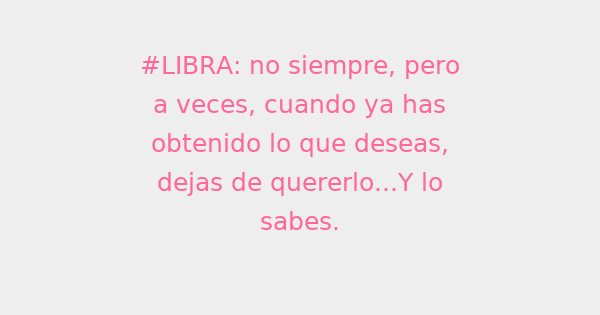 #LIBRA: no siempre, pero
a veces, cuando ya has
obtenido lo que deseas,
dejas de quererlo...Y lo
sabes.